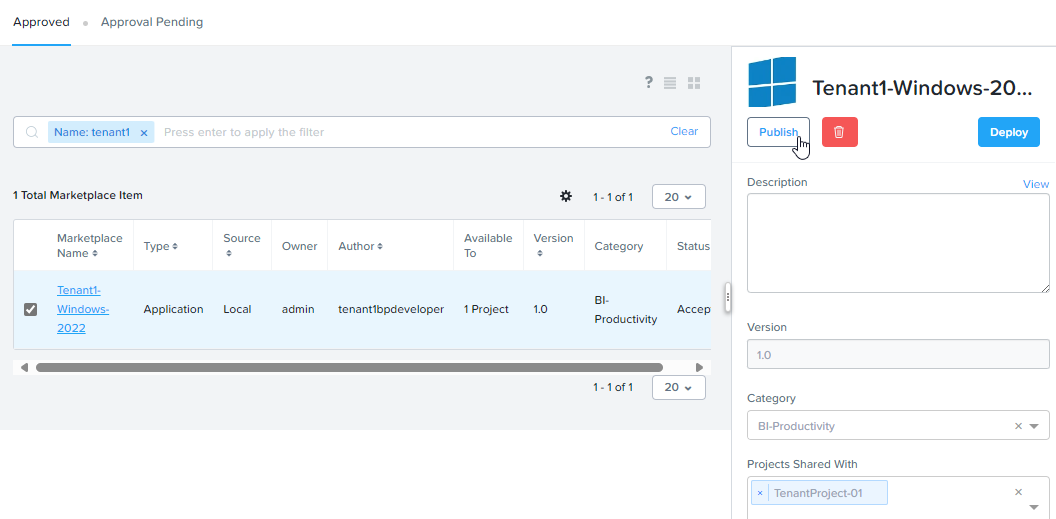 Approved
Approval Pending
?
Name: tenant1 ×
Press enter to apply the filter
Clear
1 Total Marketplace Item
1 - 1 of 1
20
Marketplace Name
Type
Source
Owner
Author
Available To
Version
Category
Status
Tenant1-
Windows-
2022
Application
Local
admin
tenant1bpdeveloper
1 Project
1.0
BI-
Productivity
Accep
1 - 1 of 1
20
Tenant1-Windows-20...
Publish
Deploy
Description
View
Version
1.0
Category
BI-Productivity ×
Projects Shared With
× TenantProject-01 ×